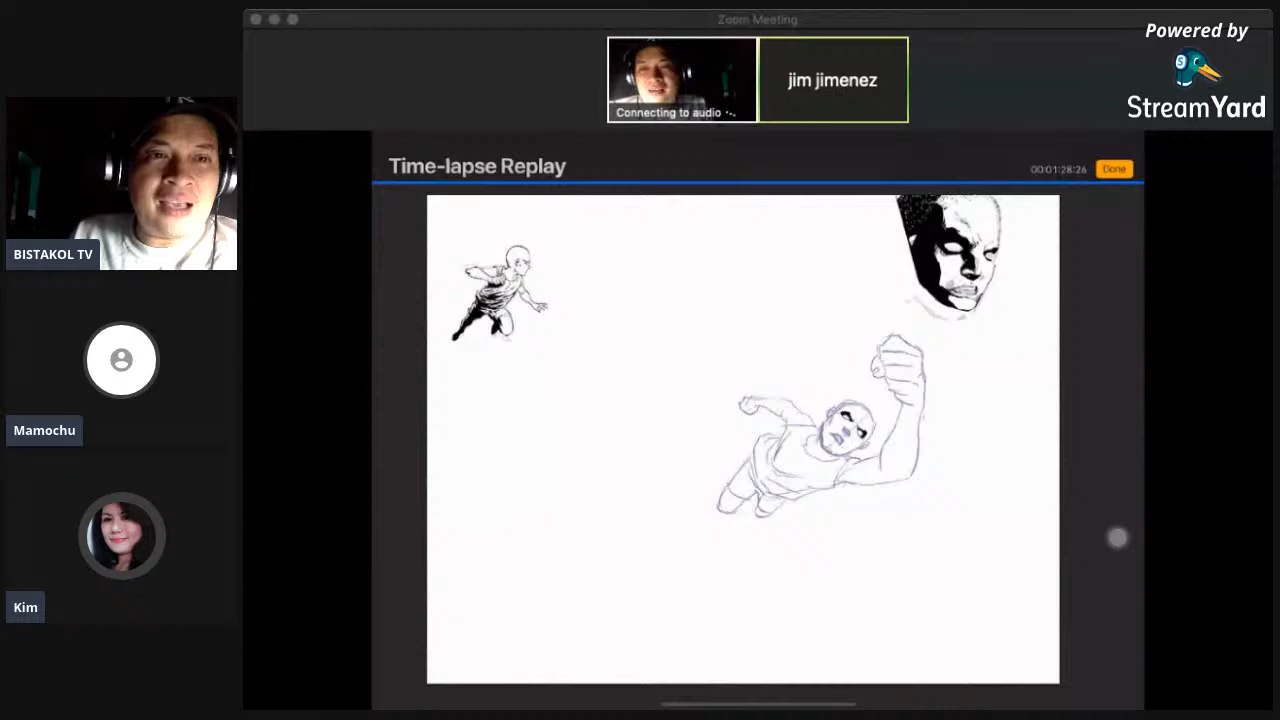 Zoom Meeting
Powered by
StreamYard
jim jimenez
Connecting to audio
Time-lapse Replay
00:01:28:26
Done
BISTAKOL TV
Mamochu
Kim